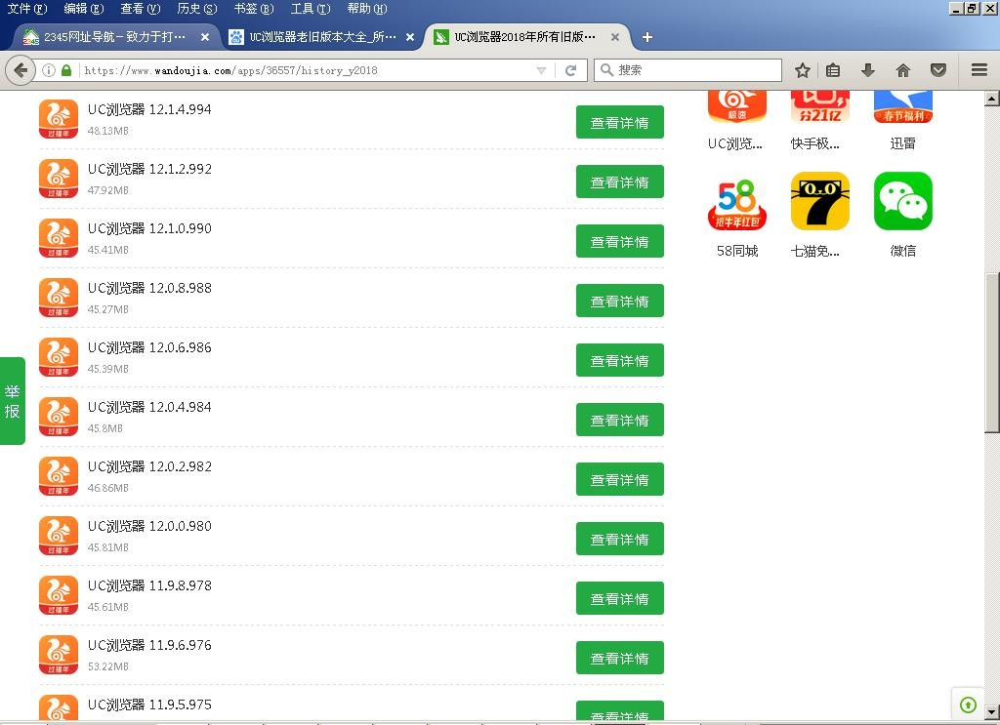 文件(F) 编辑(E) 查看(V) 历史(S) 书签(B) 工具(T) 帮助(H)
2345网址导航－致力于打···
UC浏览器老旧版本大全_所···
UC浏览器2018年所有旧版···
https://www.wandoujia.com/apps/36557/history_y2018
搜索
UC浏览器 12.1.4.994
48.13MB
查看详情
UC浏览器 12.1.2.992
47.92MB
查看详情
UC浏览器 12.1.0.990
45.41MB
查看详情
UC浏览器 12.0.8.988
45.27MB
查看详情
UC浏览器 12.0.6.986
45.39MB
查看详情
UC浏览器 12.0.4.984
45.8MB
查看详情
UC浏览器 12.0.2.982
46.86MB
查看详情
UC浏览器 12.0.0.980
45.81MB
查看详情
UC浏览器 11.9.8.978
45.61MB
查看详情
UC浏览器 11.9.6.976
53.22MB
查看详情
UC浏览器 11.9.5.975
查看详情
过福年
过福年
过福年
过福年
过福年
过福年
过福年
过福年
过福年
过福年
举报
极速
分21亿
春节福利
UC浏览...
快手极...
迅雷
58
抢牛年红包
58同城
七猫免...
微信